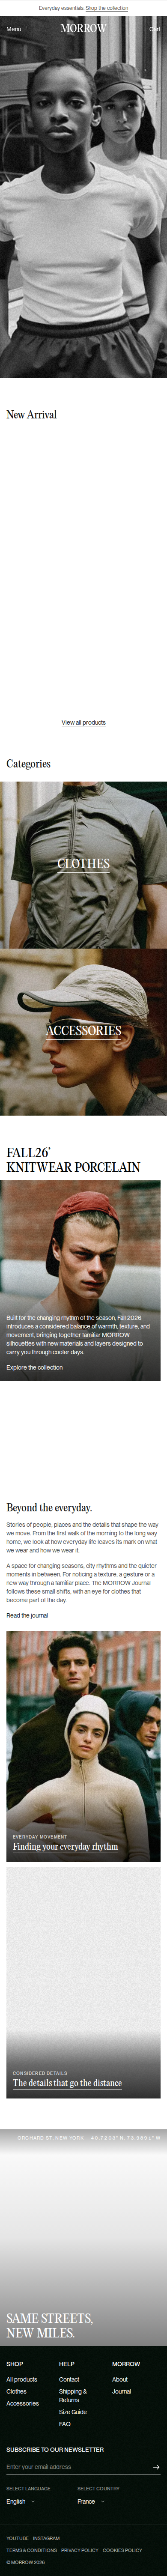 Everyday essentials. Shop the collection
Menu
MORROW
Cart
New Arrival
View all products
Categories
CLOTHES
ACCESSORIES
FALL26'
KNITWEAR PORCELAIN
Built for the changing rhythm of the season, Fall 2026
introduces a considered balance of warmth, texture, and
movement, bringing together familiar MORROW
silhouettes with new materials and layers designed to
carry you through cooler days.
Explore the collection
Beyond the everyday.
Stories of people, places and the details that shape the way
we move. From the first walk of the morning to the long way
home, we look at how everyday life leaves its mark on what
we wear and how we wear it.
A space for changing seasons, city rhythms and the quieter
moments in between. For noticing a texture, a gesture or a
new way through a familiar place. The MORROW Journal
follows these small shifts, with an eye for clothes that
become part of the day.
Read the journal
EVERYDAY MOVEMENT
Finding your everyday rhythm
CONSIDERED DETAILS
The details that go the distance
ORCHARD ST, NEW YORK
SAME STREETS,
NEW MILES.
SHOP
All products
Clothes
Accessories
HELP
Contact
Shipping &
Returns
Size Guide
FAQ
MORROW
About
Journal
SUBSCRIBE TO OUR NEWSLETTER
Enter your email address
SELECT LANGUAGE
English
SELECT COUNTRY
France
YOUTUBE INSTAGRAM
TERMS & CONDITIONS PRIVACY POLICY COOKIES POLICY
© MORROW 2026